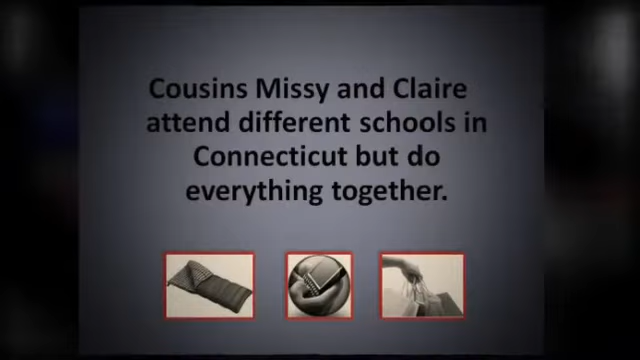 Cousins Missy and Claire
attend different schools in
Connecticut but do
everything together.